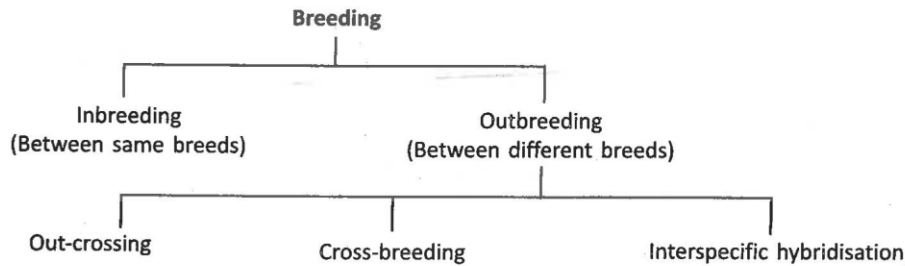 Breeding
Inbreeding
(Between same breeds)
Outbreeding
(Between different breeds)
Out-crossing
Cross-breeding
Interspecific hybridisation